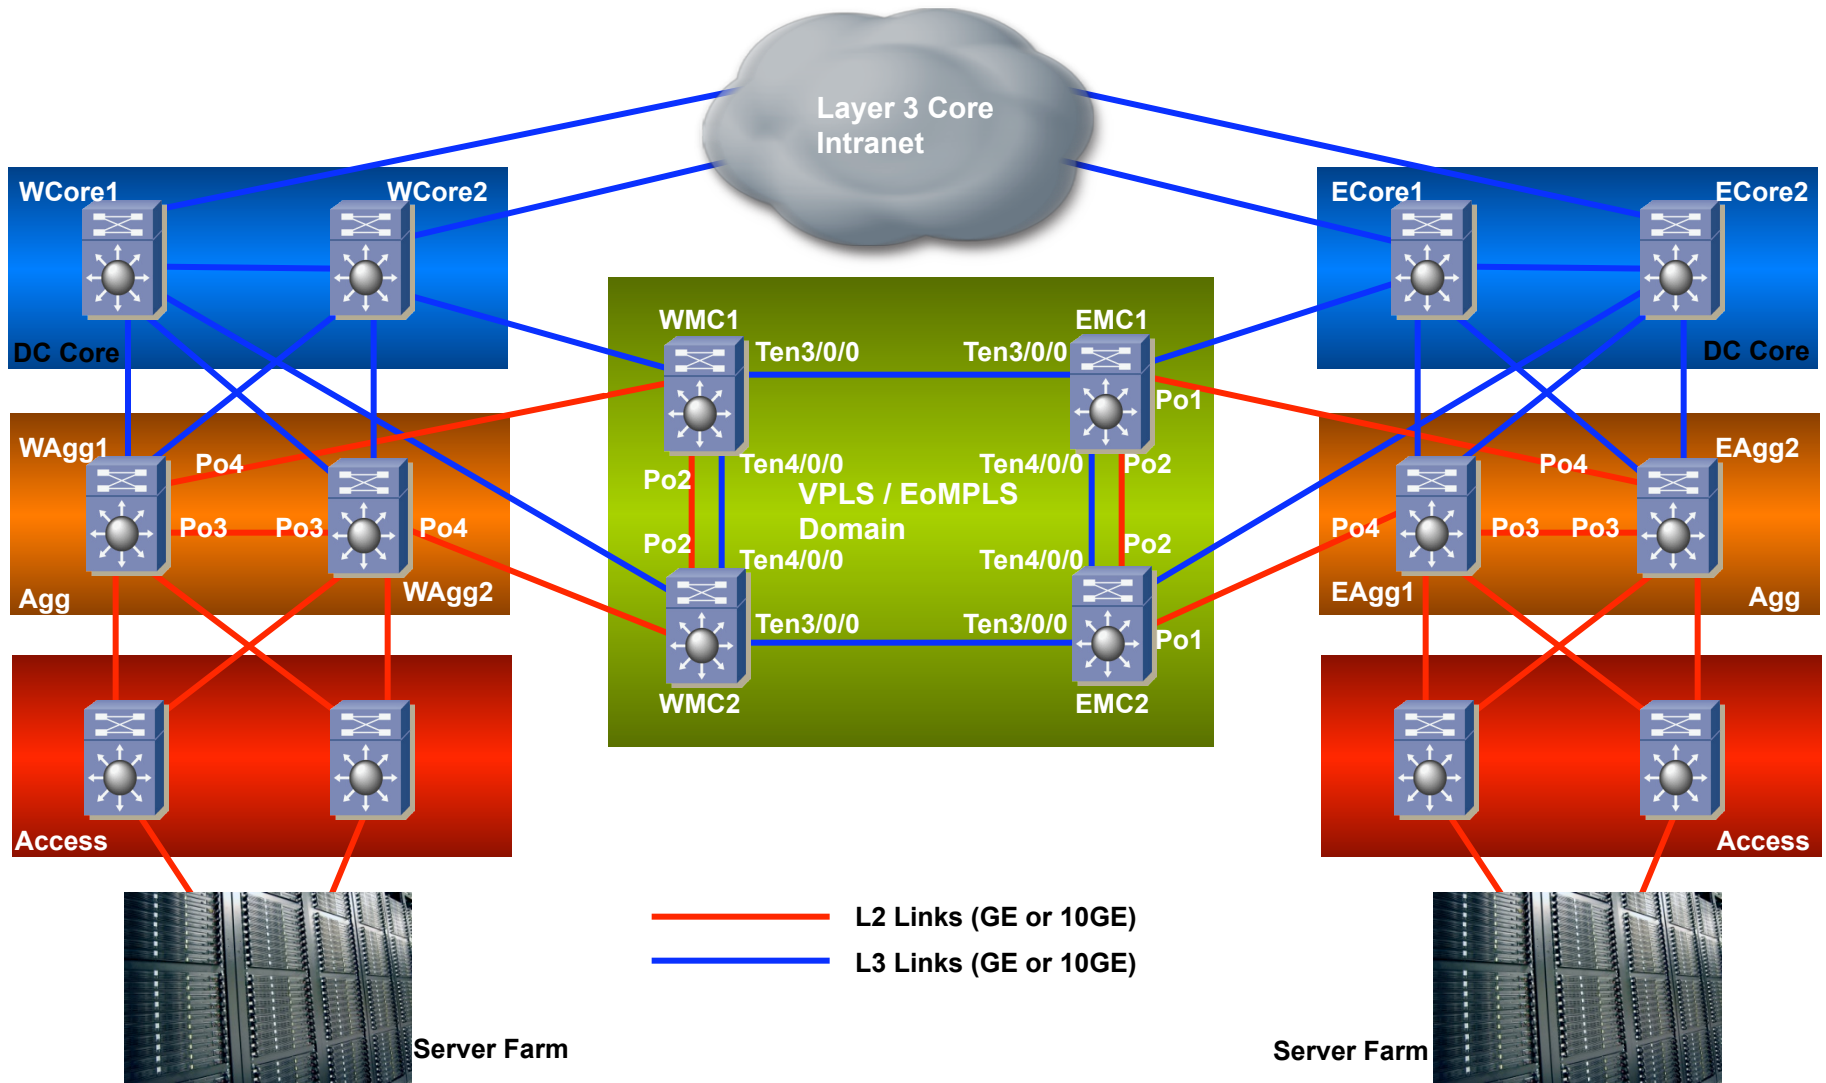 Layer 3 Core
Intranet
WCore1
WCore2
ECore1
ECore2
DC Core
DC Core
WMC1
EMC1
Ten3/0/0
Ten3/0/0
Po1
WAgg1
Po4
Po3
Po3
Po4
WAgg2
Agg
Po2
Ten4/0/0
Ten4/0/0
Po2
VPLS / EoMPLS
Domain
Po2
Ten4/0/0
Ten4/0/0
Po2
Ten3/0/0
Ten3/0/0
Po1
WMC2
EMC2
EAgg2
Po4
Po4
Po3
Po3
EAgg1
Agg
Access
Access
L2 Links (GE or 10GE)
L3 Links (GE or 10GE)
Server Farm
Server Farm